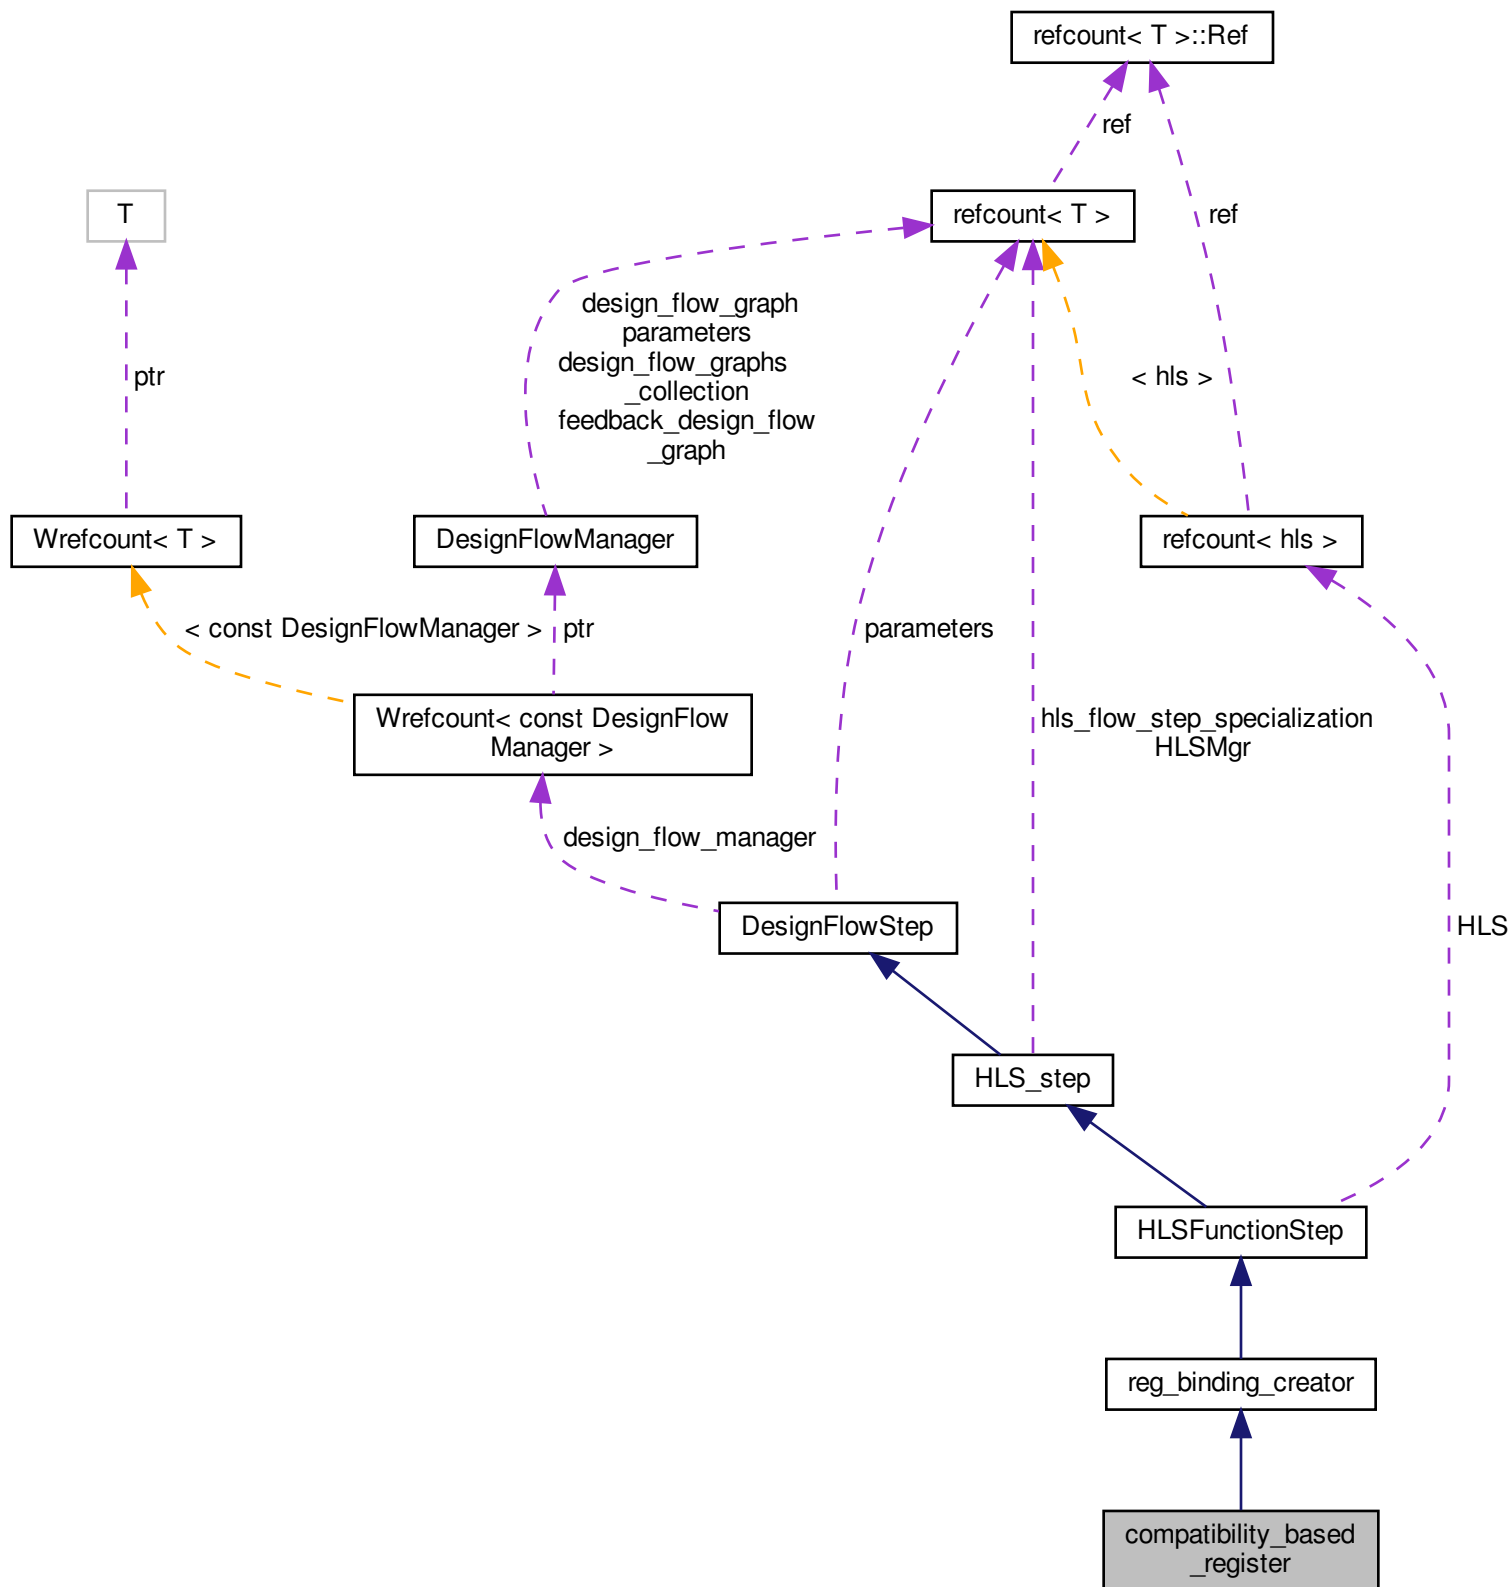 refcount< T >::Ref
ref
T
refcount< T >
ref
design_flow_graph
parameters
design_flow_graphs
_collection
feedback_design_flow
_graph
ptr
< hls >
Wrefcount< T >
DesignFlowManager
refcount< hls >
< const DesignFlowManager >
ptr
parameters
Wrefcount< const DesignFlow
Manager >
hls_flow_step_specialization
HLSMgr
design_flow_manager
DesignFlowStep
HLS
HLS_step
HLSFunctionStep
reg_binding_creator
compatibility_based
_register